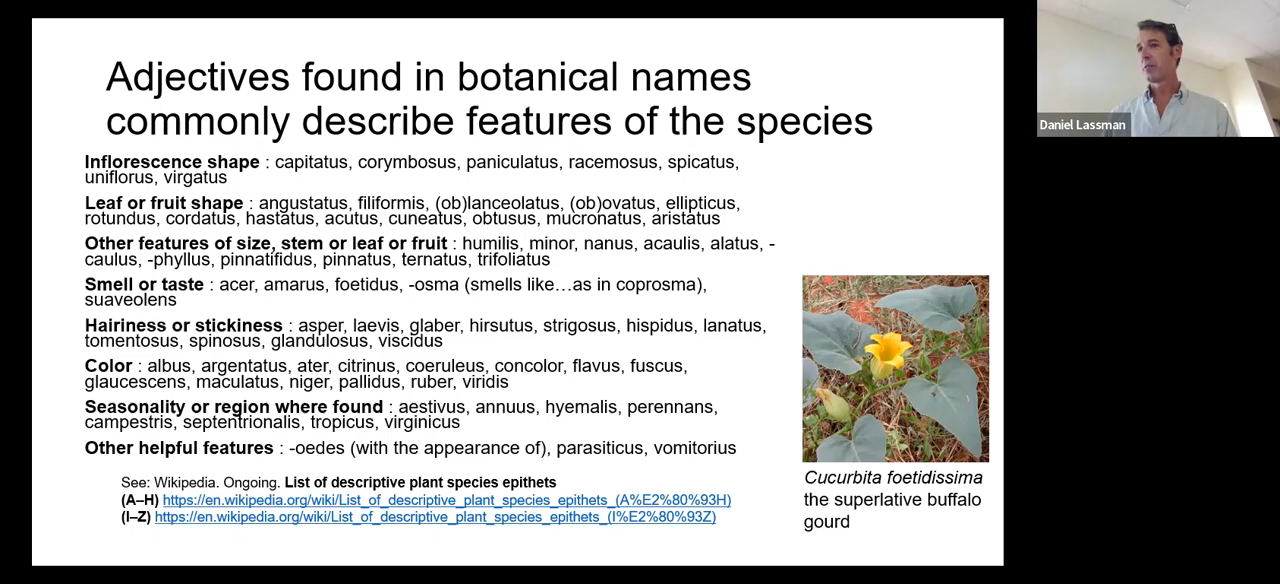 Adjectives found in botanical names
commonly describe features of the species
Inflorescence shape : capitatus, corymbosus, paniculatus, racemosus, spicatus,
uniflorus, virgatus
Leaf or fruit shape : angustatus, filiformis, (ob)lanceolatus, (ob)ovatus, ellipticus,
rotundus, cordatus, hastatus, acutus, cuneatus, obtusus, mucronatus, aristatus
Other features of size, stem or leaf or fruit : humilis, minor, nanus, acaulis, alatus, -
caulus, -phyllus, pinnatifidus, pinnatus, ternatus, trifoliatus
Smell or taste : acer, amarus, foetidus, -osma (smells like…as in coprosma),
suaveolens
Hairiness or stickiness : asper, laevis, glaber, hirsutus, strigosus, hispidus, lanatus,
tomentosus, spinosus, glandulosus, viscidus
Color : albus, argentatus, ater, citrinus, coeruleus, concolor, flavus, fuscus,
glaucescens, maculatus, niger, pallidus, ruber, viridis
Seasonality or region where found : aestivus, annuus, hyemalis, perennans,
campestris, septentrionalis, tropicus, virginicus
Other helpful features : -oedes (with the appearance of), parasiticus, vomitorius
See: Wikipedia. Ongoing. List of descriptive plant species epithets
(A–H) https://en.wikipedia.org/wiki/List_of_descriptive_plant_species_epithets_(A%E2%80%93H)
(I–Z) https://en.wikipedia.org/wiki/List_of_descriptive_plant_species_epithets_(I%E2%80%93Z)
Cucurbita foetidissima
the superlative buffalo
gourd
Daniel Lassman